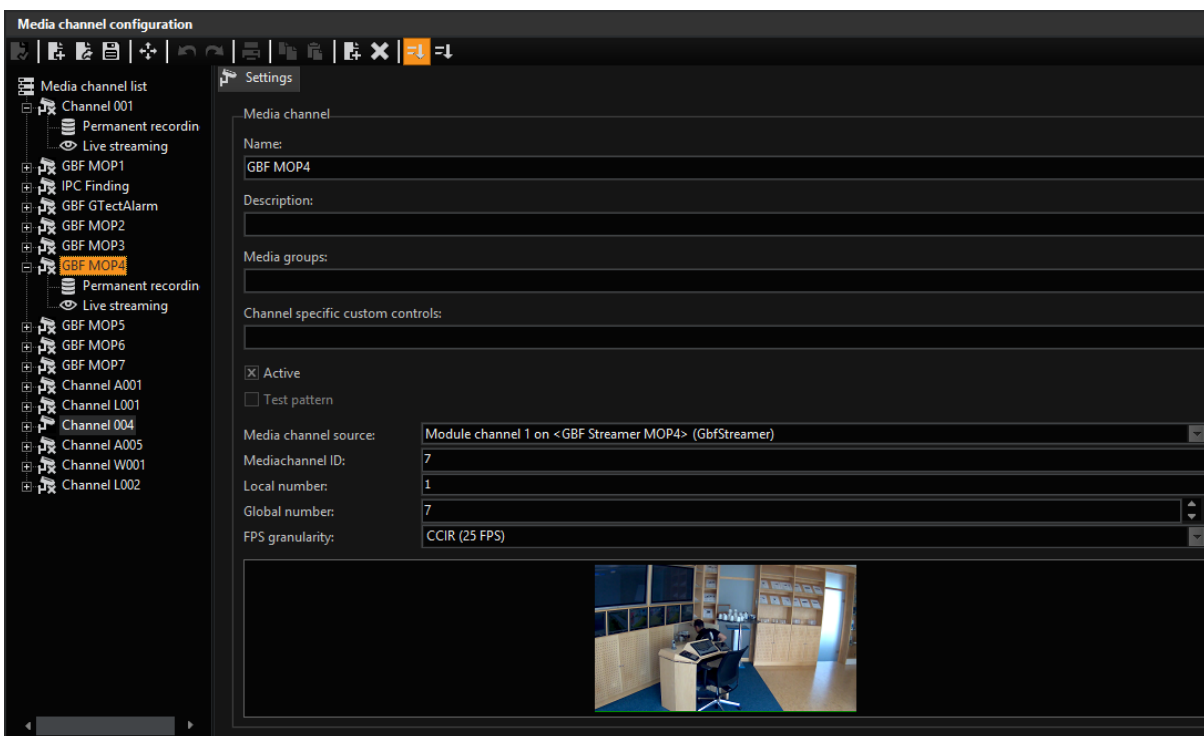 Media channel configuration
Media channel list
Channel 001
Permanent recordin
Live streaming
GBF MOP1
IPC Finding
GBF GTectAlarm
GBF MOP2
GBF MOP3
GBF MOP4
Permanent recordin
Live streaming
GBF MOP5
GBF MOP6
GBF MOP7
Channel A001
Channel L001
Channel 004
Channel A005
Channel W001
Channel L002
Settings
Media channel
Name:
GBF MOP4
Description:
Media groups:
Channel specific custom controls:
Active
Test pattern
Media channel source: Module channel 1 on <GBF Streamer MOP4> (GbfStreamer)
Mediachannel ID: 7
Local number: 1
Global number: 7
FPS granularity: CCIR (25 FPS)